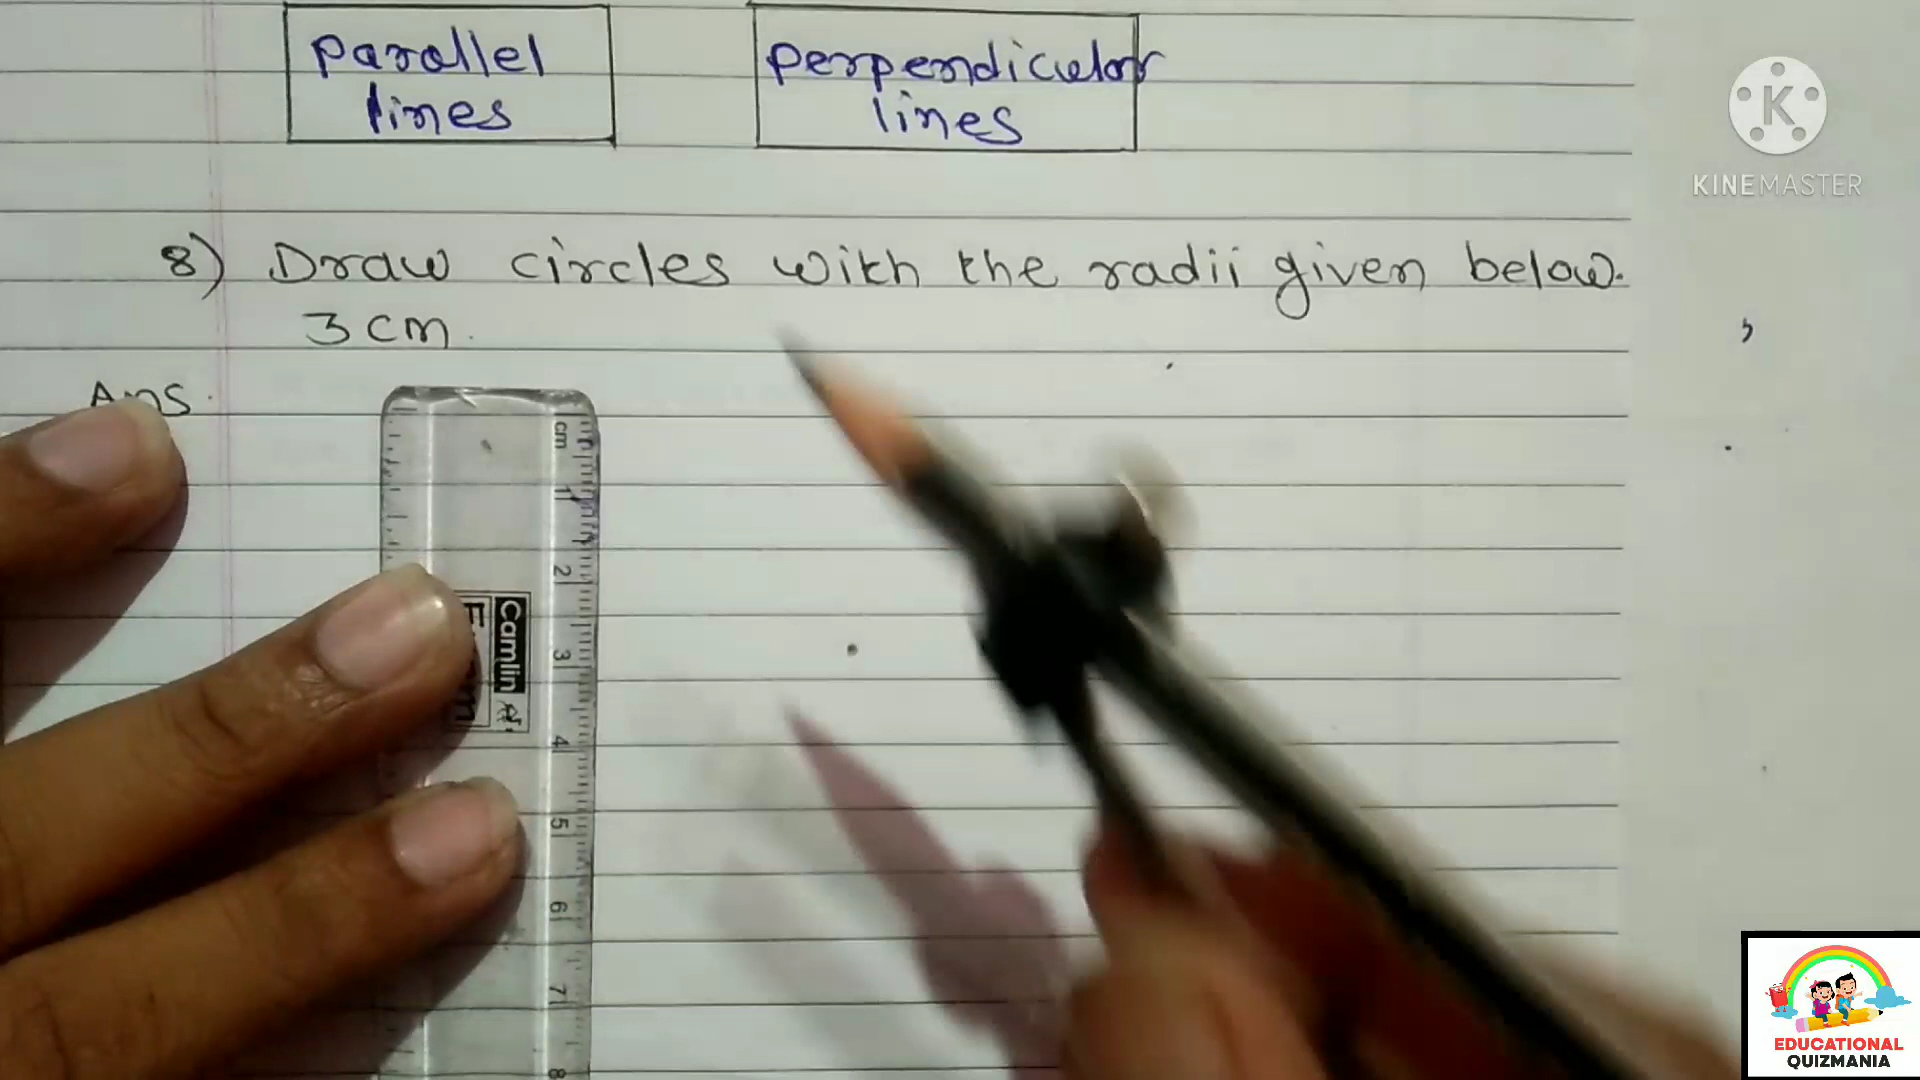 parallel
lines
perpendicular
lines
KINEMASTER
8) Draw circles with the radii given below.
3 cm.
Ans.
cm
1
2
3
4
5
6
7
8
Camlin
EDUCATIONAL
QUIZMANIA